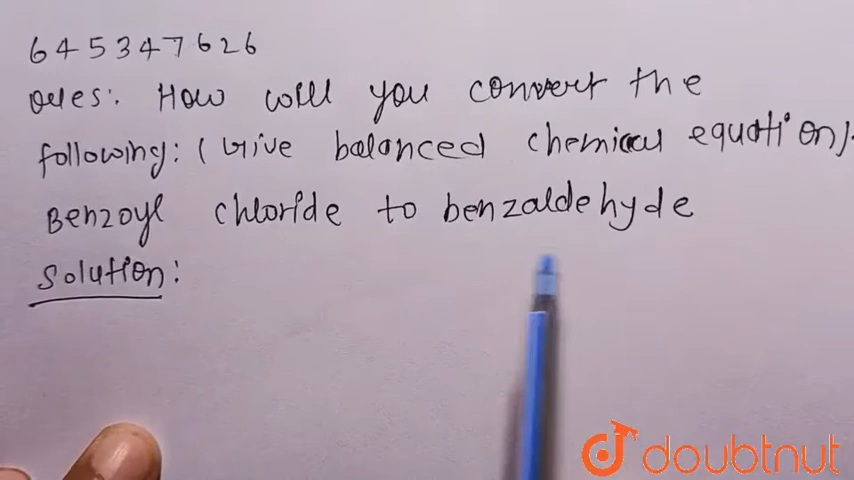 645347626
Ques:. How will you convert the
following: (Give balanced chemical equation).
Benzoyl chloride to benzaldehyde
Solution:
doubtnut